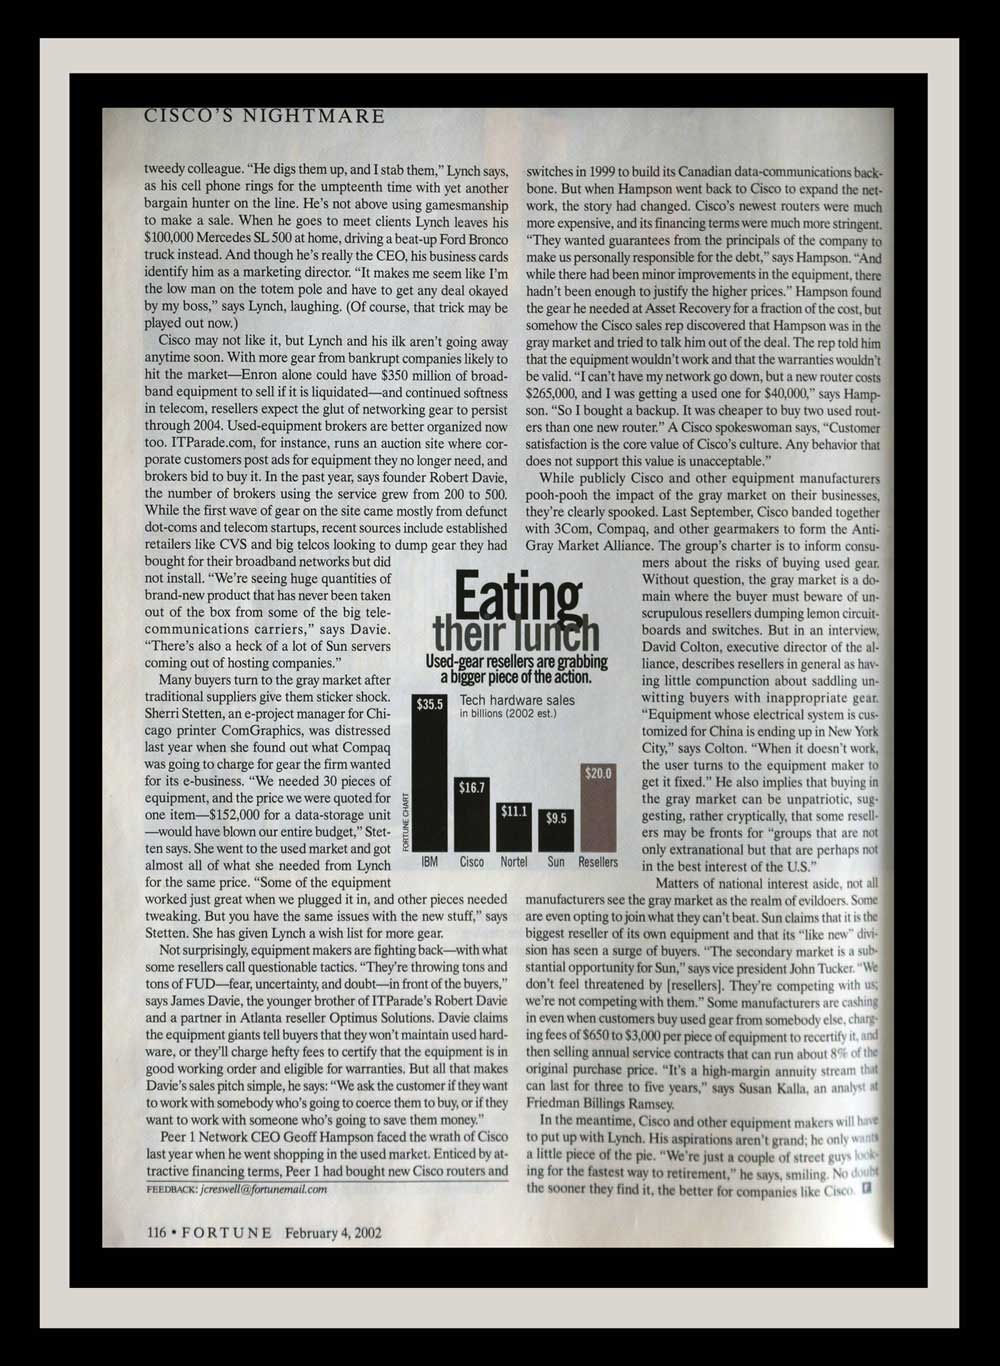 CISCO'S NIGHTMARE
tweedy colleague. “He digs them up, and I stab them,” Lynch says,
as his cell phone rings for the umpteenth time with yet another
bargain hunter on the line. He's not above using gamesmanship
to make a sale. When he goes to meet clients Lynch leaves his
$100,000 Mercedes SL 500 at home, driving a beat-up Ford Bronco
truck instead. And though he's really the CEO, his business cards
identify him as a marketing director. “It makes me seem like I'm
the low man on the totem pole and have to get any deal okayed
by my boss,” says Lynch, laughing. (Of course, that trick may be
played out now.)
Cisco may not like it, but Lynch and his ilk aren't going away
anytime soon. With more gear from bankrupt companies likely to
hit the market—Enron alone could have $350 million of broad-
band equipment to sell if it is liquidated—and continued softness
in telecom, resellers expect the glut of networking gear to persist
through 2004. Used-equipment brokers are better organized now
too. ITParade.com, for instance, runs an auction site where cor-
porate customers post ads for equipment they no longer need, and
brokers bid to buy it. In the past year, says founder Robert Davie,
the number of brokers using the service grew from 200 to 500.
While the first wave of gear on the site came mostly from defunct
dot-coms and telecom startups, recent sources include established
retailers like CVS and big telcos looking to dump gear they had
bought for their broadband networks but did
not install. “We're seeing huge quantities of
brand-new product that has never been taken
out of the box from some of the big tele-
communications carriers,” says Davie.
“There's also a heck of a lot of Sun servers
coming out of hosting companies.”
Many buyers turn to the gray market after
traditional suppliers give them sticker shock.
Sherri Stetten, an e-project manager for Chi-
cago printer ComGraphics, was distressed
last year when she found out what Compaq
was going to charge for gear the firm wanted
for its e-business. “We needed 30 pieces of
equipment, and the price we were quoted for
one item—$152,000 for a data-storage unit
—would have blown our entire budget,” Stet-
ten says. She went to the used market and got
almost all of what she needed from Lynch
for the same price. “Some of the equipment
worked just great when we plugged it in, and other pieces needed
tweaking. But you have the same issues with the new stuff,” says
Stetten. She has given Lynch a wish list for more gear.
Not surprisingly, equipment makers are fighting back—with what
some resellers call questionable tactics. “They're throwing tons and
tons of FUD—fear, uncertainty, and doubt—in front of the buyers,”
says James Davie, the younger brother of ITParade's Robert Davie
and a partner in Atlanta reseller Optimus Solutions. Davie claims
the equipment giants tell buyers that they won't maintain used hard-
ware, or they'll charge hefty fees to certify that the equipment is in
good working order and eligible for warranties. But all that makes
Davie's sales pitch simple, he says: “We ask the customer if they want
to work with somebody who's going to coerce them to buy, or if they
want to work with someone who's going to save them money.”
Peer 1 Network CEO Geoff Hampson faced the wrath of Cisco
last year when he went shopping in the used market. Enticed by at-
tractive financing terms, Peer 1 had bought new Cisco routers and
FEEDBACK: jcreswell@fortunemail.com
switches in 1999 to build its Canadian data-communications back-
bone. But when Hampson went back to Cisco to expand the net-
work, the story had changed. Cisco's newest routers were much
more expensive, and its financing terms were much more stringent.
“They wanted guarantees from the principals of the company to
make us personally responsible for the debt,” says Hampson. “And
while there had been minor improvements in the equipment, there
hadn't been enough to justify the higher prices.” Hampson found
the gear he needed at Asset Recovery for a fraction of the cost, but
somehow the Cisco sales rep discovered that Hampson was in the
gray market and tried to talk him out of the deal. The rep told him
that the equipment wouldn't work and that the warranties wouldn't
be valid. “I can't have my network go down, but a new router costs
$265,000, and I was getting a used one for $40,000,” says Hamp-
son. “So I bought a backup. It was cheaper to buy two used rout-
ers than one new router.” A Cisco spokeswoman says, “Customer
satisfaction is the core value of Cisco's culture. Any behavior that
does not support this value is unacceptable.”
While publicly Cisco and other equipment manufacturers
pooh-pooh the impact of the gray market on their businesses,
they're clearly spooked. Last September, Cisco banded together
with 3Com, Compaq, and other gearmakers to form the Anti-
Gray Market Alliance. The group's charter is to inform consu-
mers about the risks of buying used gear.
Without question, the gray market is a do-
main where the buyer must beware of un-
scrupulous resellers dumping lemon circuit-
boards and switches. But in an interview,
David Colton, executive director of the al-
liance, describes resellers in general as hav-
ing little compunction about saddling un-
witting buyers with inappropriate gear.
“Equipment whose electrical system is cus-
tomized for China is ending up in New York
City,” says Colton. “When it doesn't work,
the user turns to the equipment maker to
get it fixed.” He also implies that buying in
the gray market can be unpatriotic, sug-
gesting, rather cryptically, that some resell-
ers may be fronts for “groups that are not
only extranational but that are perhaps not
in the best interest of the U.S.”
Matters of national interest aside, not all
manufacturers see the gray market as the realm of evildoers. Some
are even opting to join what they can't beat. Sun claims that it is the
biggest reseller of its own equipment and that its “like new” divi-
sion has seen a surge of buyers. “The secondary market is a sub-
stantial opportunity for Sun,” says vice president John Tucker. “We
don't feel threatened by [resellers]. They're competing with us;
we're not competing with them.” Some manufacturers are cashing
in even when customers buy used gear from somebody else, charg-
ing fees of $650 to $3,000 per piece of equipment to recertify it, and
then selling annual service contracts that can run about 8% of the
original purchase price. “It's a high-margin annuity stream that
can last for three to five years,” says Susan Kalla, an analyst at
Friedman Billings Ramsey.
In the meantime, Cisco and other equipment makers will have
to put up with Lynch. His aspirations aren't grand; he only wants
a little piece of the pie. “We're just a couple of street guys look-
ing for the fastest way to retirement,” he says, smiling. No doubt
the sooner they find it, the better for companies like Cisco. F
Eating
their lunch
Used-gear resellers are grabbing
a bigger piece of the action.
Tech hardware sales
in billions (2002 est.)
$35.5
$16.7
$11.1
$9.5
$20.0
IBM Cisco Nortel Sun Resellers
FORTUNE CHART
116 • FORTUNE February 4, 2002